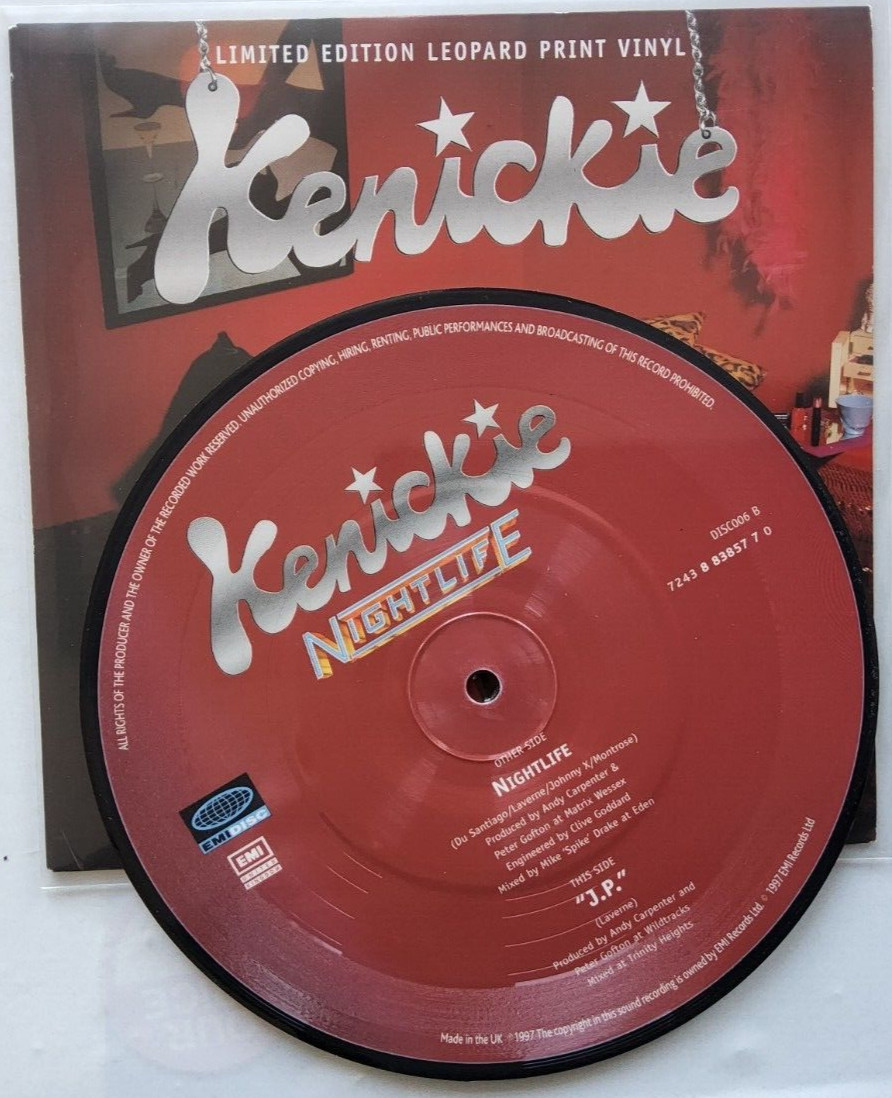 LIMITED EDITION LEOPARD PRINT VINYL
Kenickie
ALL RIGHTS OF THE PRODUCER AND THE OWNER OF THE RECORDED WORK RESERVED. UNAUTHORIZED COPYING, HIRING, RENTING, PUBLIC PERFORMANCES AND BROADCASTING OF THIS RECORD PROHIBITED.
Kenickie
NIGHTLIFE
DISC006 B
7243 8 83857 7 0
OTHER SIDE
NIGHTLIFE
(Du Santiago/Laverne/Johnny X/Montrose)
Produced by Andy Carpenter &
Peter Gofton at Matrix Wessex
Engineered by Clive Goddard
Mixed by Mike 'Spike' Drake at Eden
THIS SIDE
"J.P."
(Laverne)
Produced by Andy Carpenter and
Peter Gofton at Wildtracks
Mixed at Trinity Heights
EMIDISC
EMI
UNITED
KINGDOM
Made in the UK ℗1997 The copyright in this sound recording is owned by EMI Records Ltd. © 1997 EMI Records Ltd